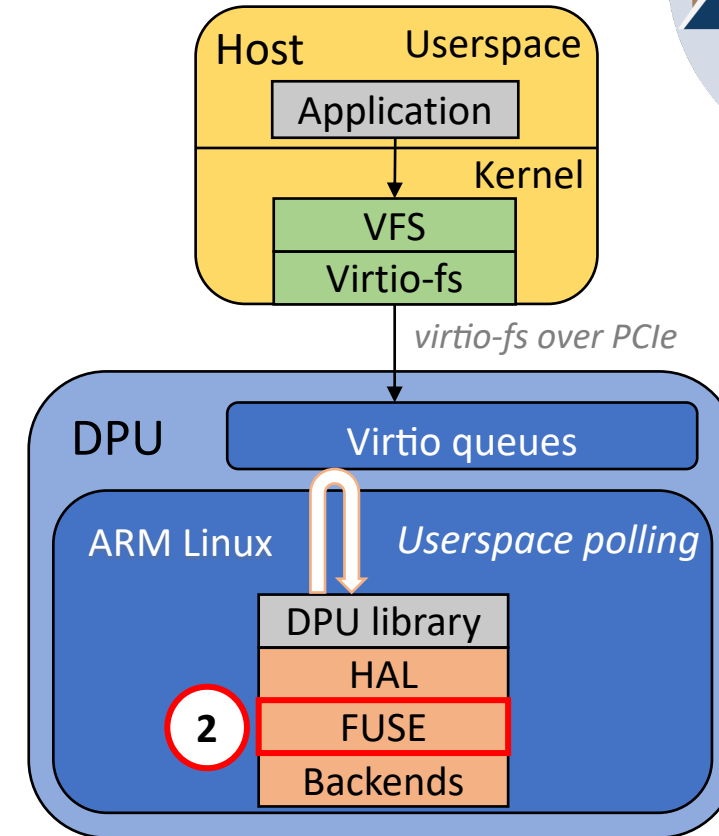 Host
Userspace
Application
Kernel
VFS
Virtio-fs
virtio-fs over PCIe
DPU
Virtio queues
ARM Linux
Userspace polling
DPU library
HAL
2
FUSE
Backends